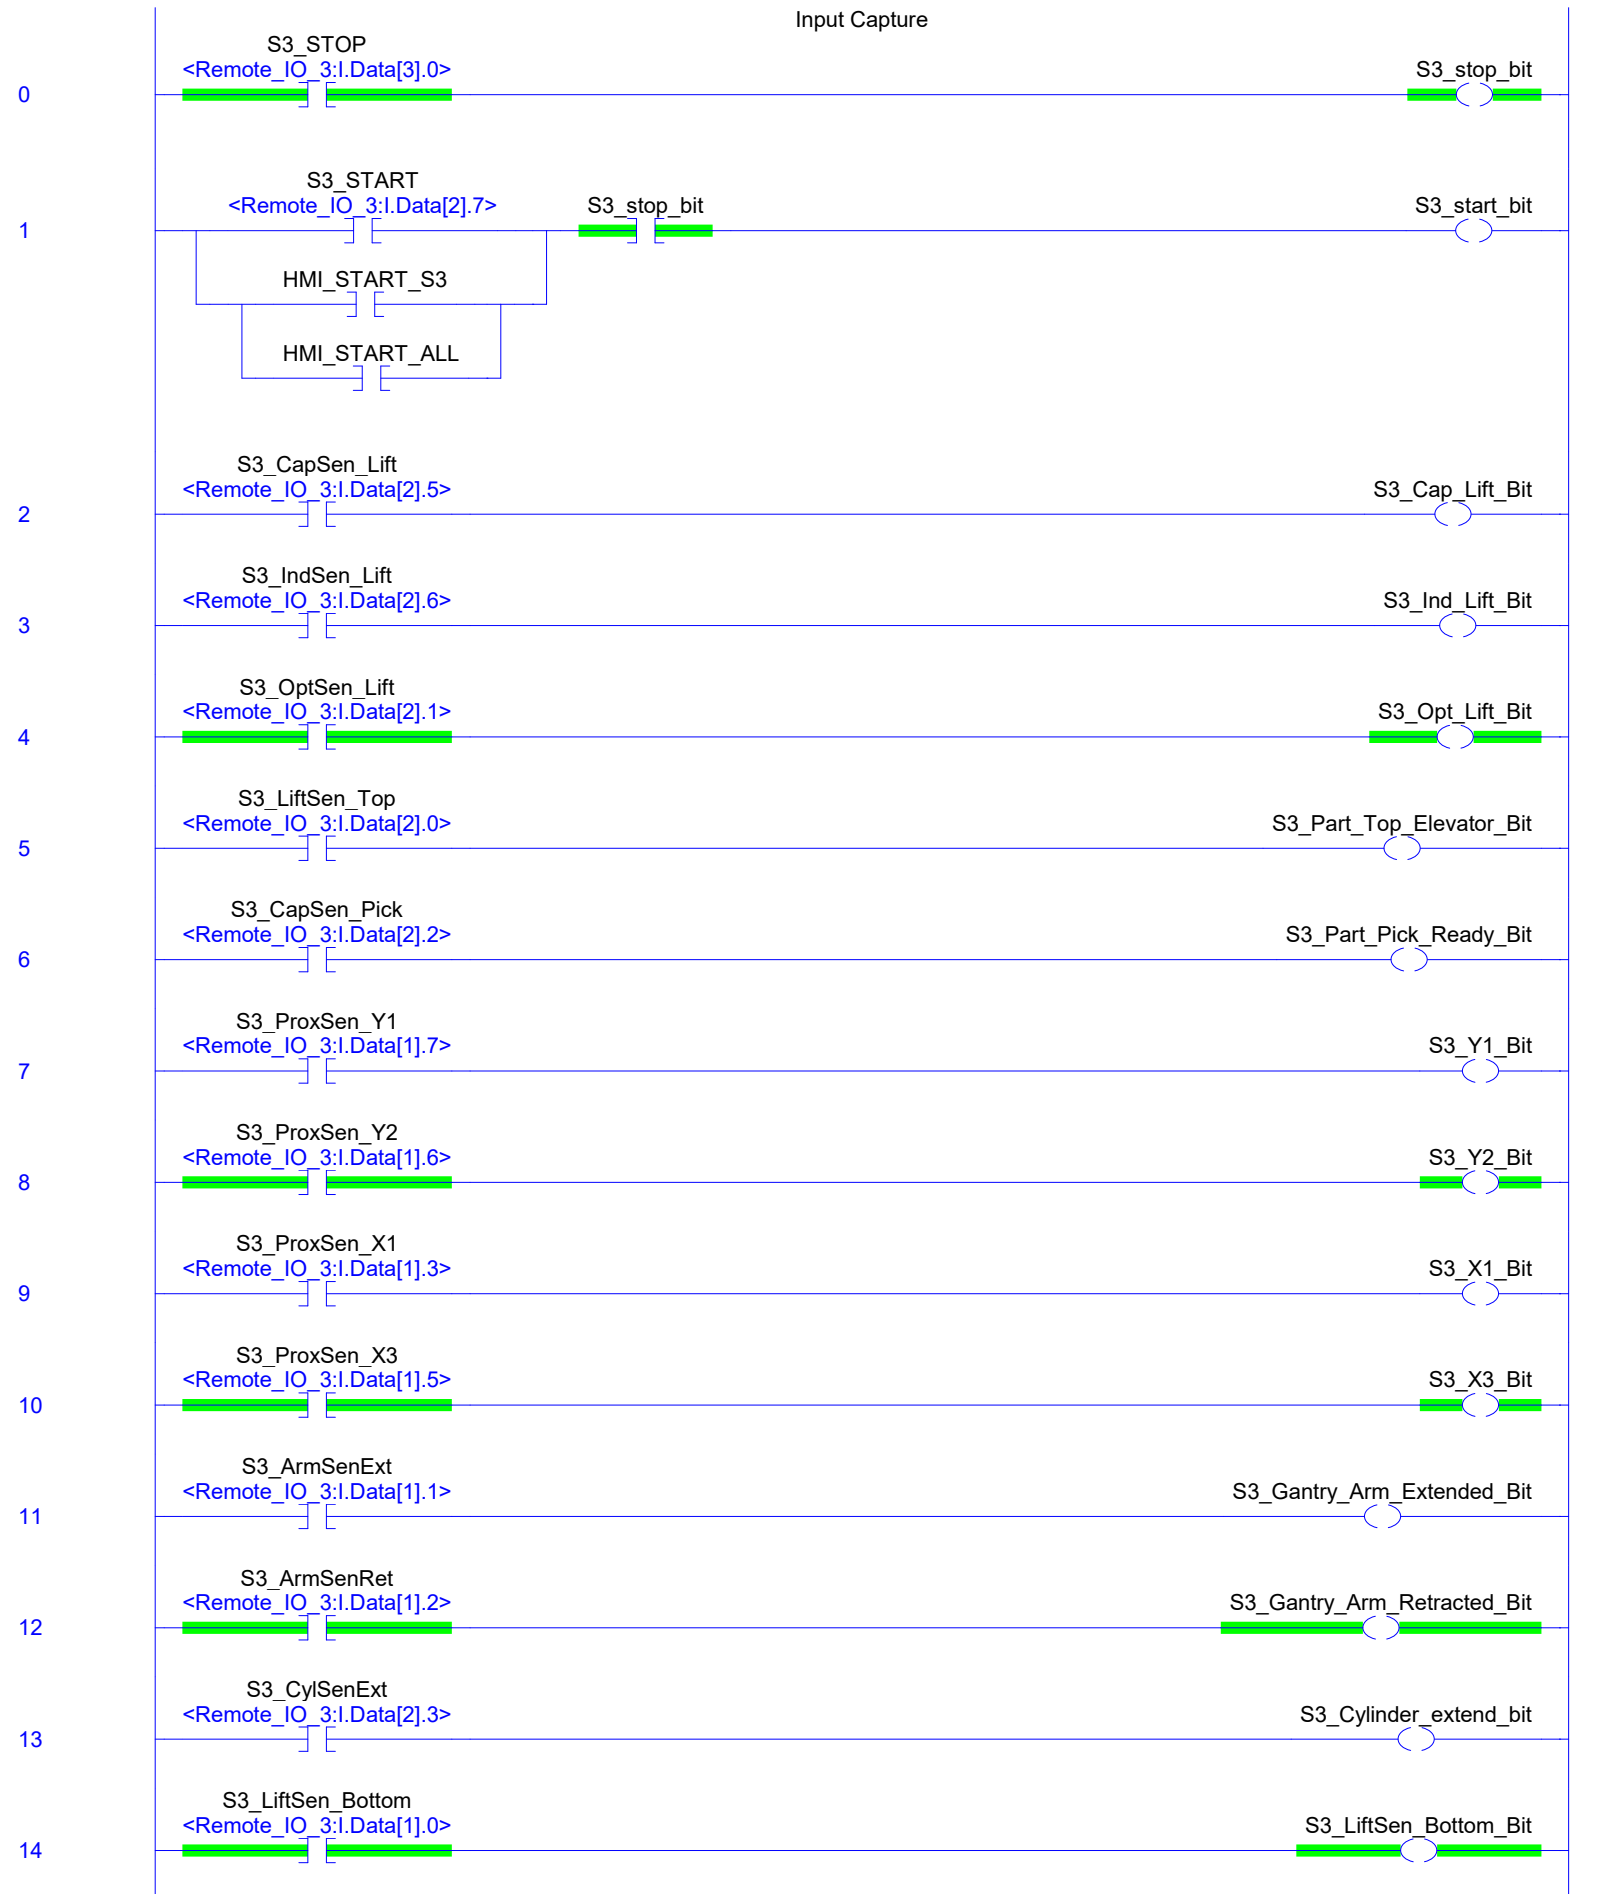 Input Capture
S3_STOP
<Remote_IO_3:I.Data[3].0>
S3_stop_bit
0
S3_START
<Remote_IO_3:I.Data[2].7>
S3_stop_bit
S3_start_bit
1
HMI_START_S3
HMI_START_ALL
S3_CapSen_Lift
<Remote_IO_3:I.Data[2].5>
S3_Cap_Lift_Bit
2
S3_IndSen_Lift
<Remote_IO_3:I.Data[2].6>
S3_Ind_Lift_Bit
3
S3_OptSen_Lift
<Remote_IO_3:I.Data[2].1>
S3_Opt_Lift_Bit
4
S3_LiftSen_Top
<Remote_IO_3:I.Data[2].0>
S3_Part_Top_Elevator_Bit
5
S3_CapSen_Pick
<Remote_IO_3:I.Data[2].2>
S3_Part_Pick_Ready_Bit
6
S3_ProxSen_Y1
<Remote_IO_3:I.Data[1].7>
S3_Y1_Bit
7
S3_ProxSen_Y2
<Remote_IO_3:I.Data[1].6>
S3_Y2_Bit
8
S3_ProxSen_X1
<Remote_IO_3:I.Data[1].3>
S3_X1_Bit
9
S3_ProxSen_X3
<Remote_IO_3:I.Data[1].5>
S3_X3_Bit
10
S3_ArmSenExt
<Remote_IO_3:I.Data[1].1>
S3_Gantry_Arm_Extended_Bit
11
S3_ArmSenRet
<Remote_IO_3:I.Data[1].2>
S3_Gantry_Arm_Retracted_Bit
12
S3_CylSenExt
<Remote_IO_3:I.Data[2].3>
S3_Cylinder_extend_bit
13
S3_LiftSen_Bottom
<Remote_IO_3:I.Data[1].0>
S3_LiftSen_Bottom_Bit
14